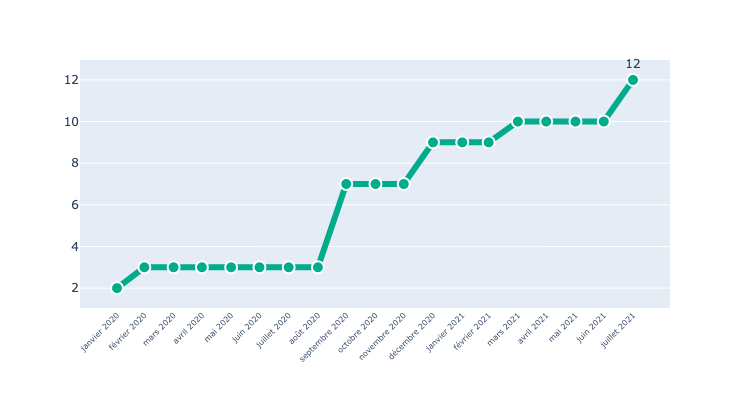 12
12
10
8
6
4
2
janvier 2020
février 2020
mars 2020
avril 2020
mai 2020
juin 2020
juillet 2020
août 2020
septembre 2020
octobre 2020
novembre 2020
décembre 2020
janvier 2021
février 2021
mars 2021
avril 2021
mai 2021
juin 2021
juillet 2021